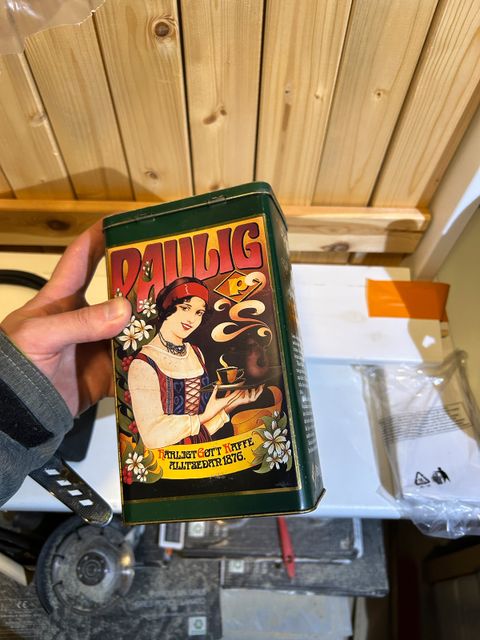 PAULIG
P
HÄRLIGT GOTT KAFFE
ALLTSEDAN 1876.